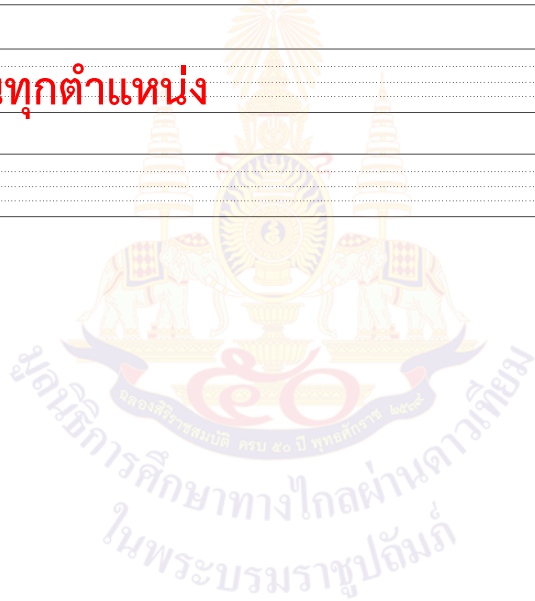 นทุกตำแหน่ง
๕๐
ฉลองสิริราชสมบัติ ครบ ๕๐ ปี พุทธศักราช ๒๕๓๙
มูลนิธิการศึกษาทางไกลผ่านดาวเทียม
ในพระบรมราชูปถัมภ์